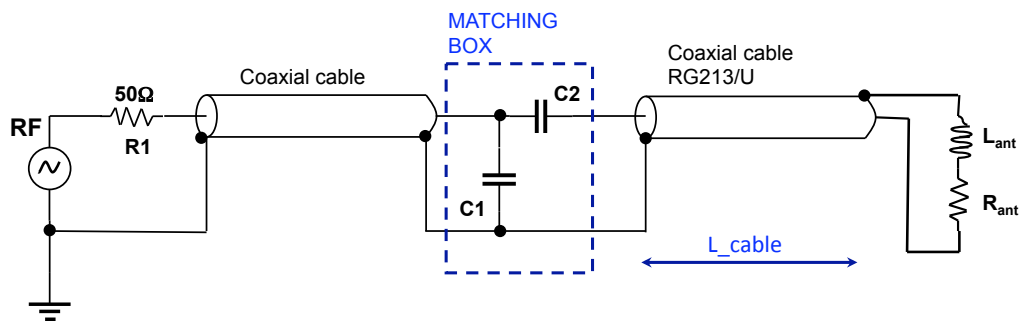 MATCHING
BOX
Coaxial cable
RG213/U
Coaxial cable
50Ω
C2
RF
R1
L_ant
R_ant
C1
L_cable